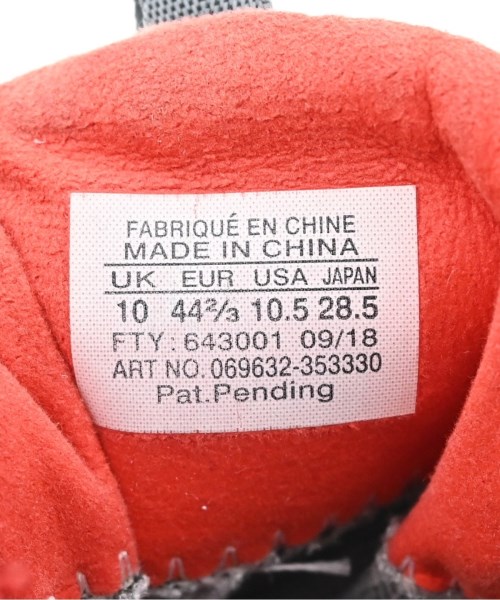 FABRIQUÉ EN CHINE
MADE IN CHINA
UK EUR USA JAPAN
10 44⅔ 10.5 28.5
FTY: 643001 09/18
ART NO. 069632-353330
Pat.Pending